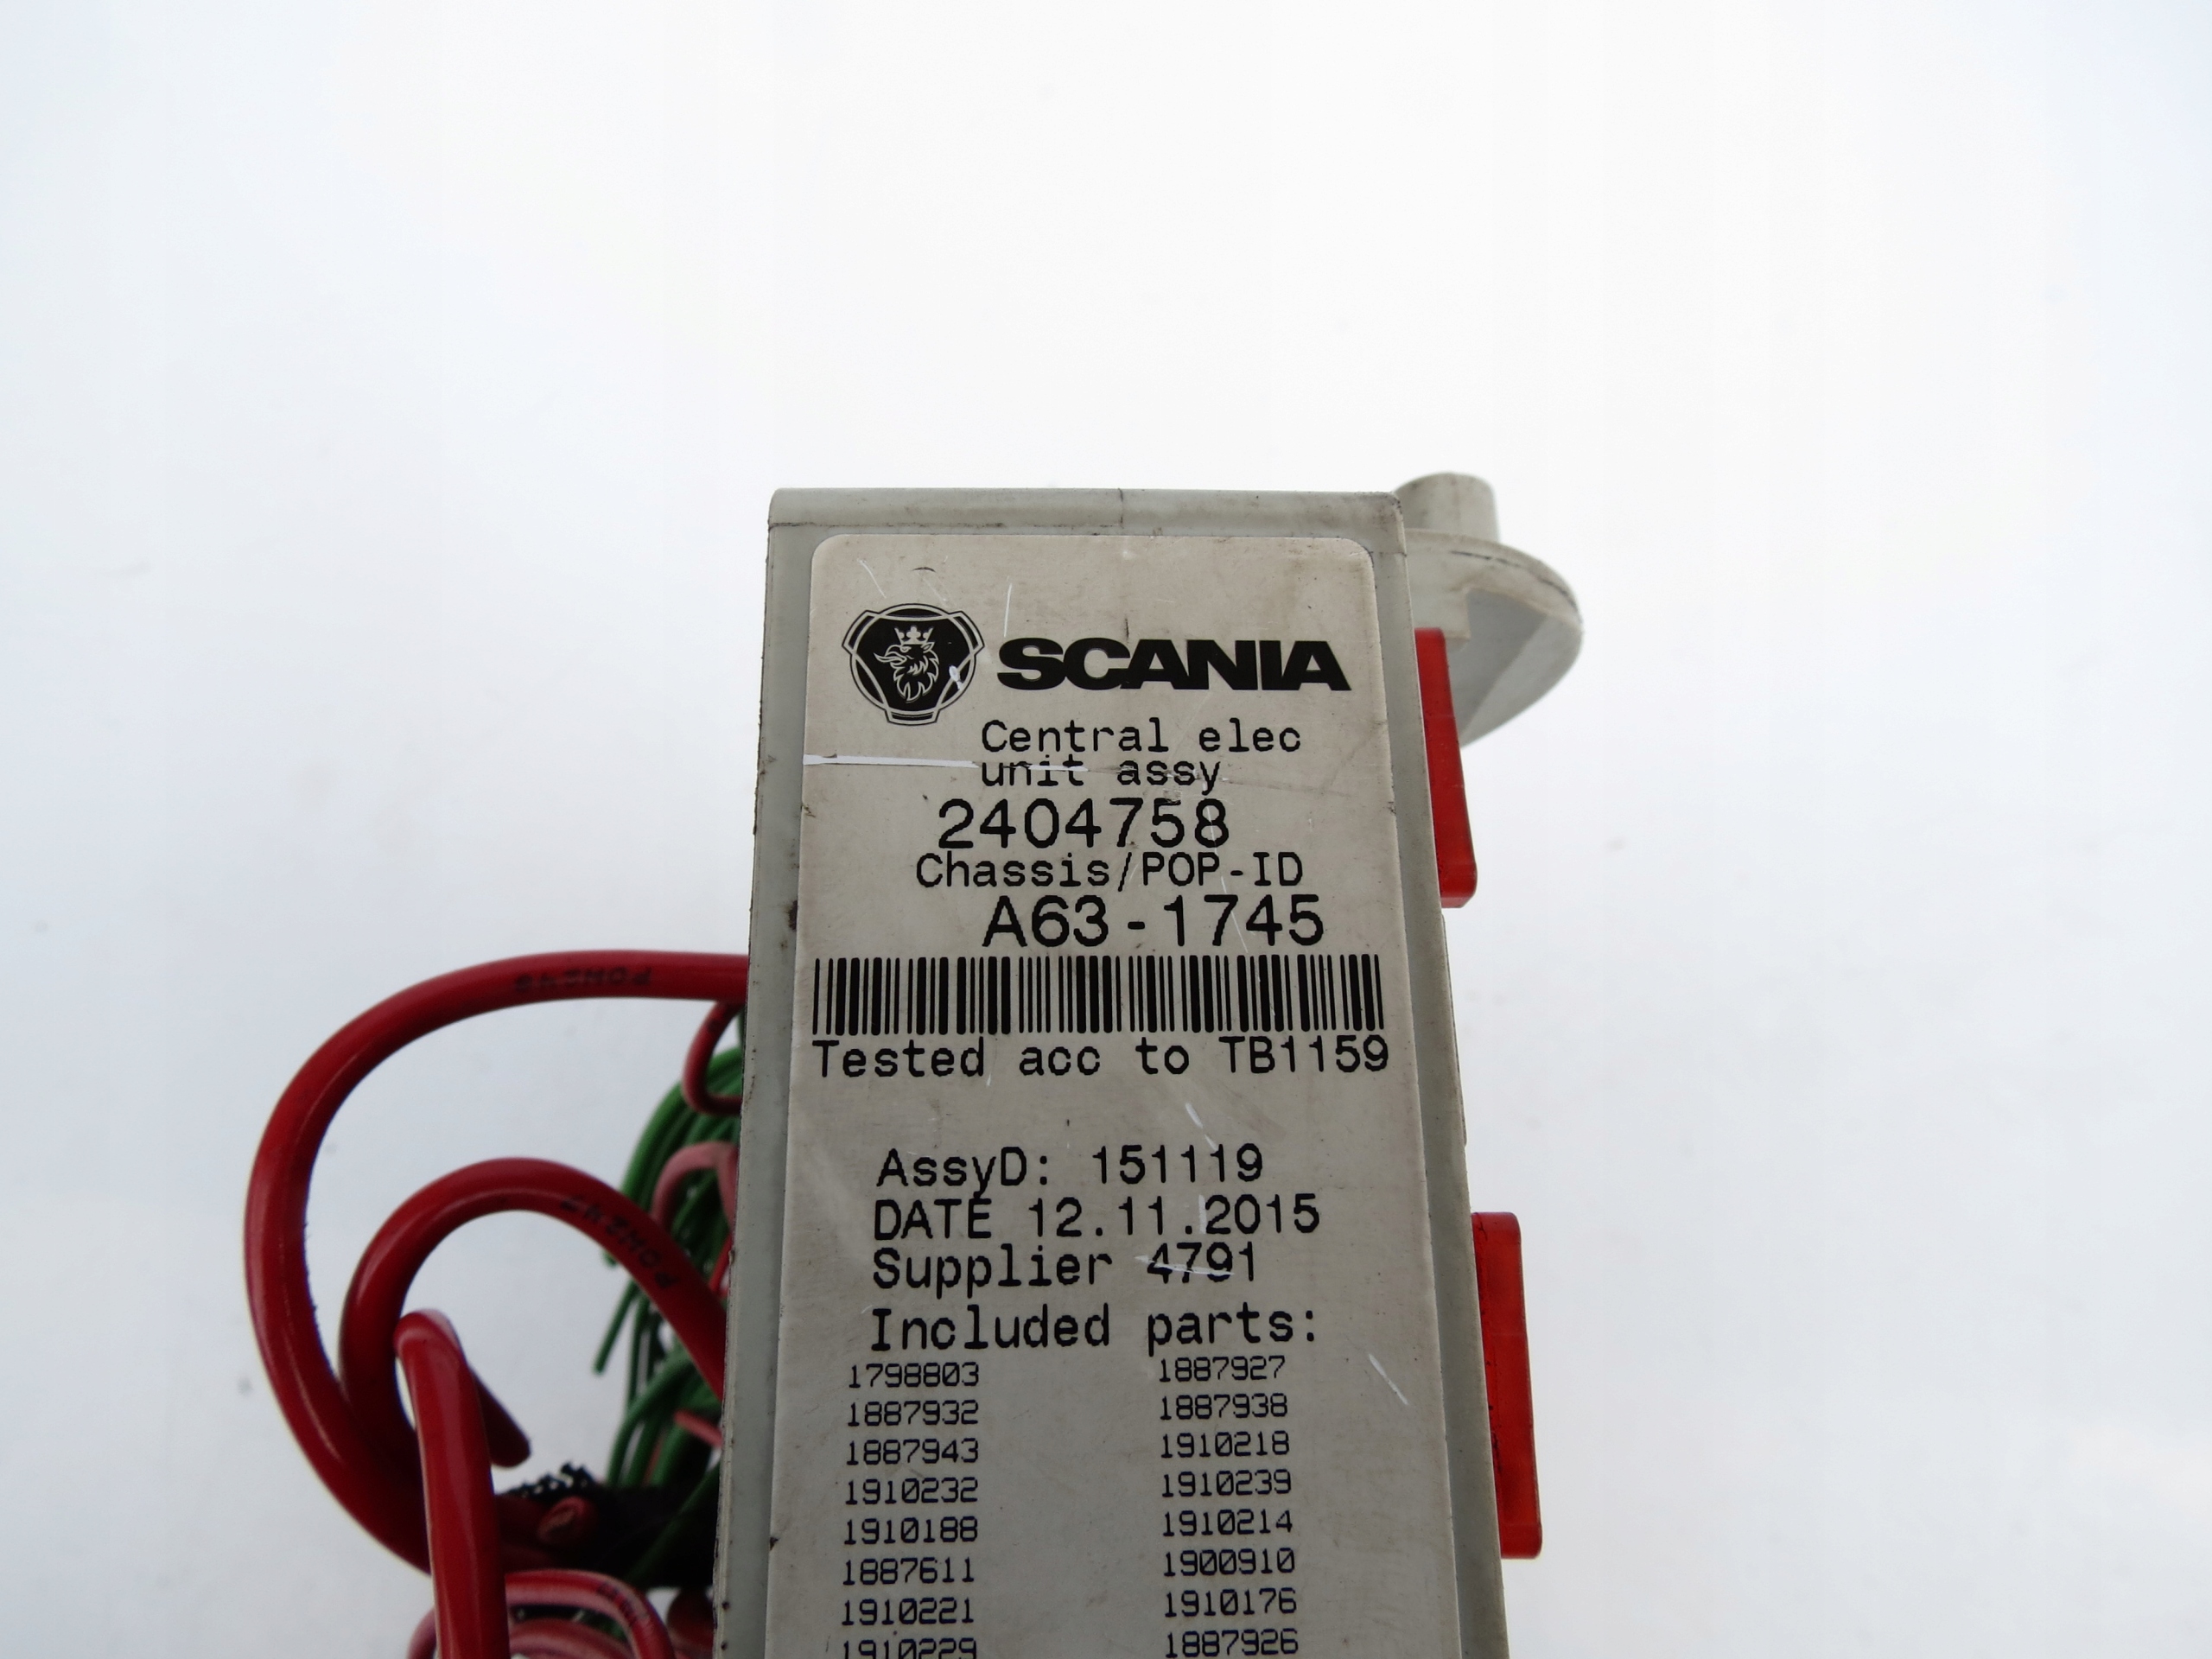 SCANIA
Central elec
unit assy
2404758
Chassis/POP-ID
A63-1745
Tested acc to TB1159
AssyD: 151119
DATE 12.11.2015
Supplier 4791
Included parts:
1798803 1887927
1887932 1887938
1887943 1910218
1910232 1910239
1910188 1910214
1887611 1900910
1910221 1910176
1910229 1887926